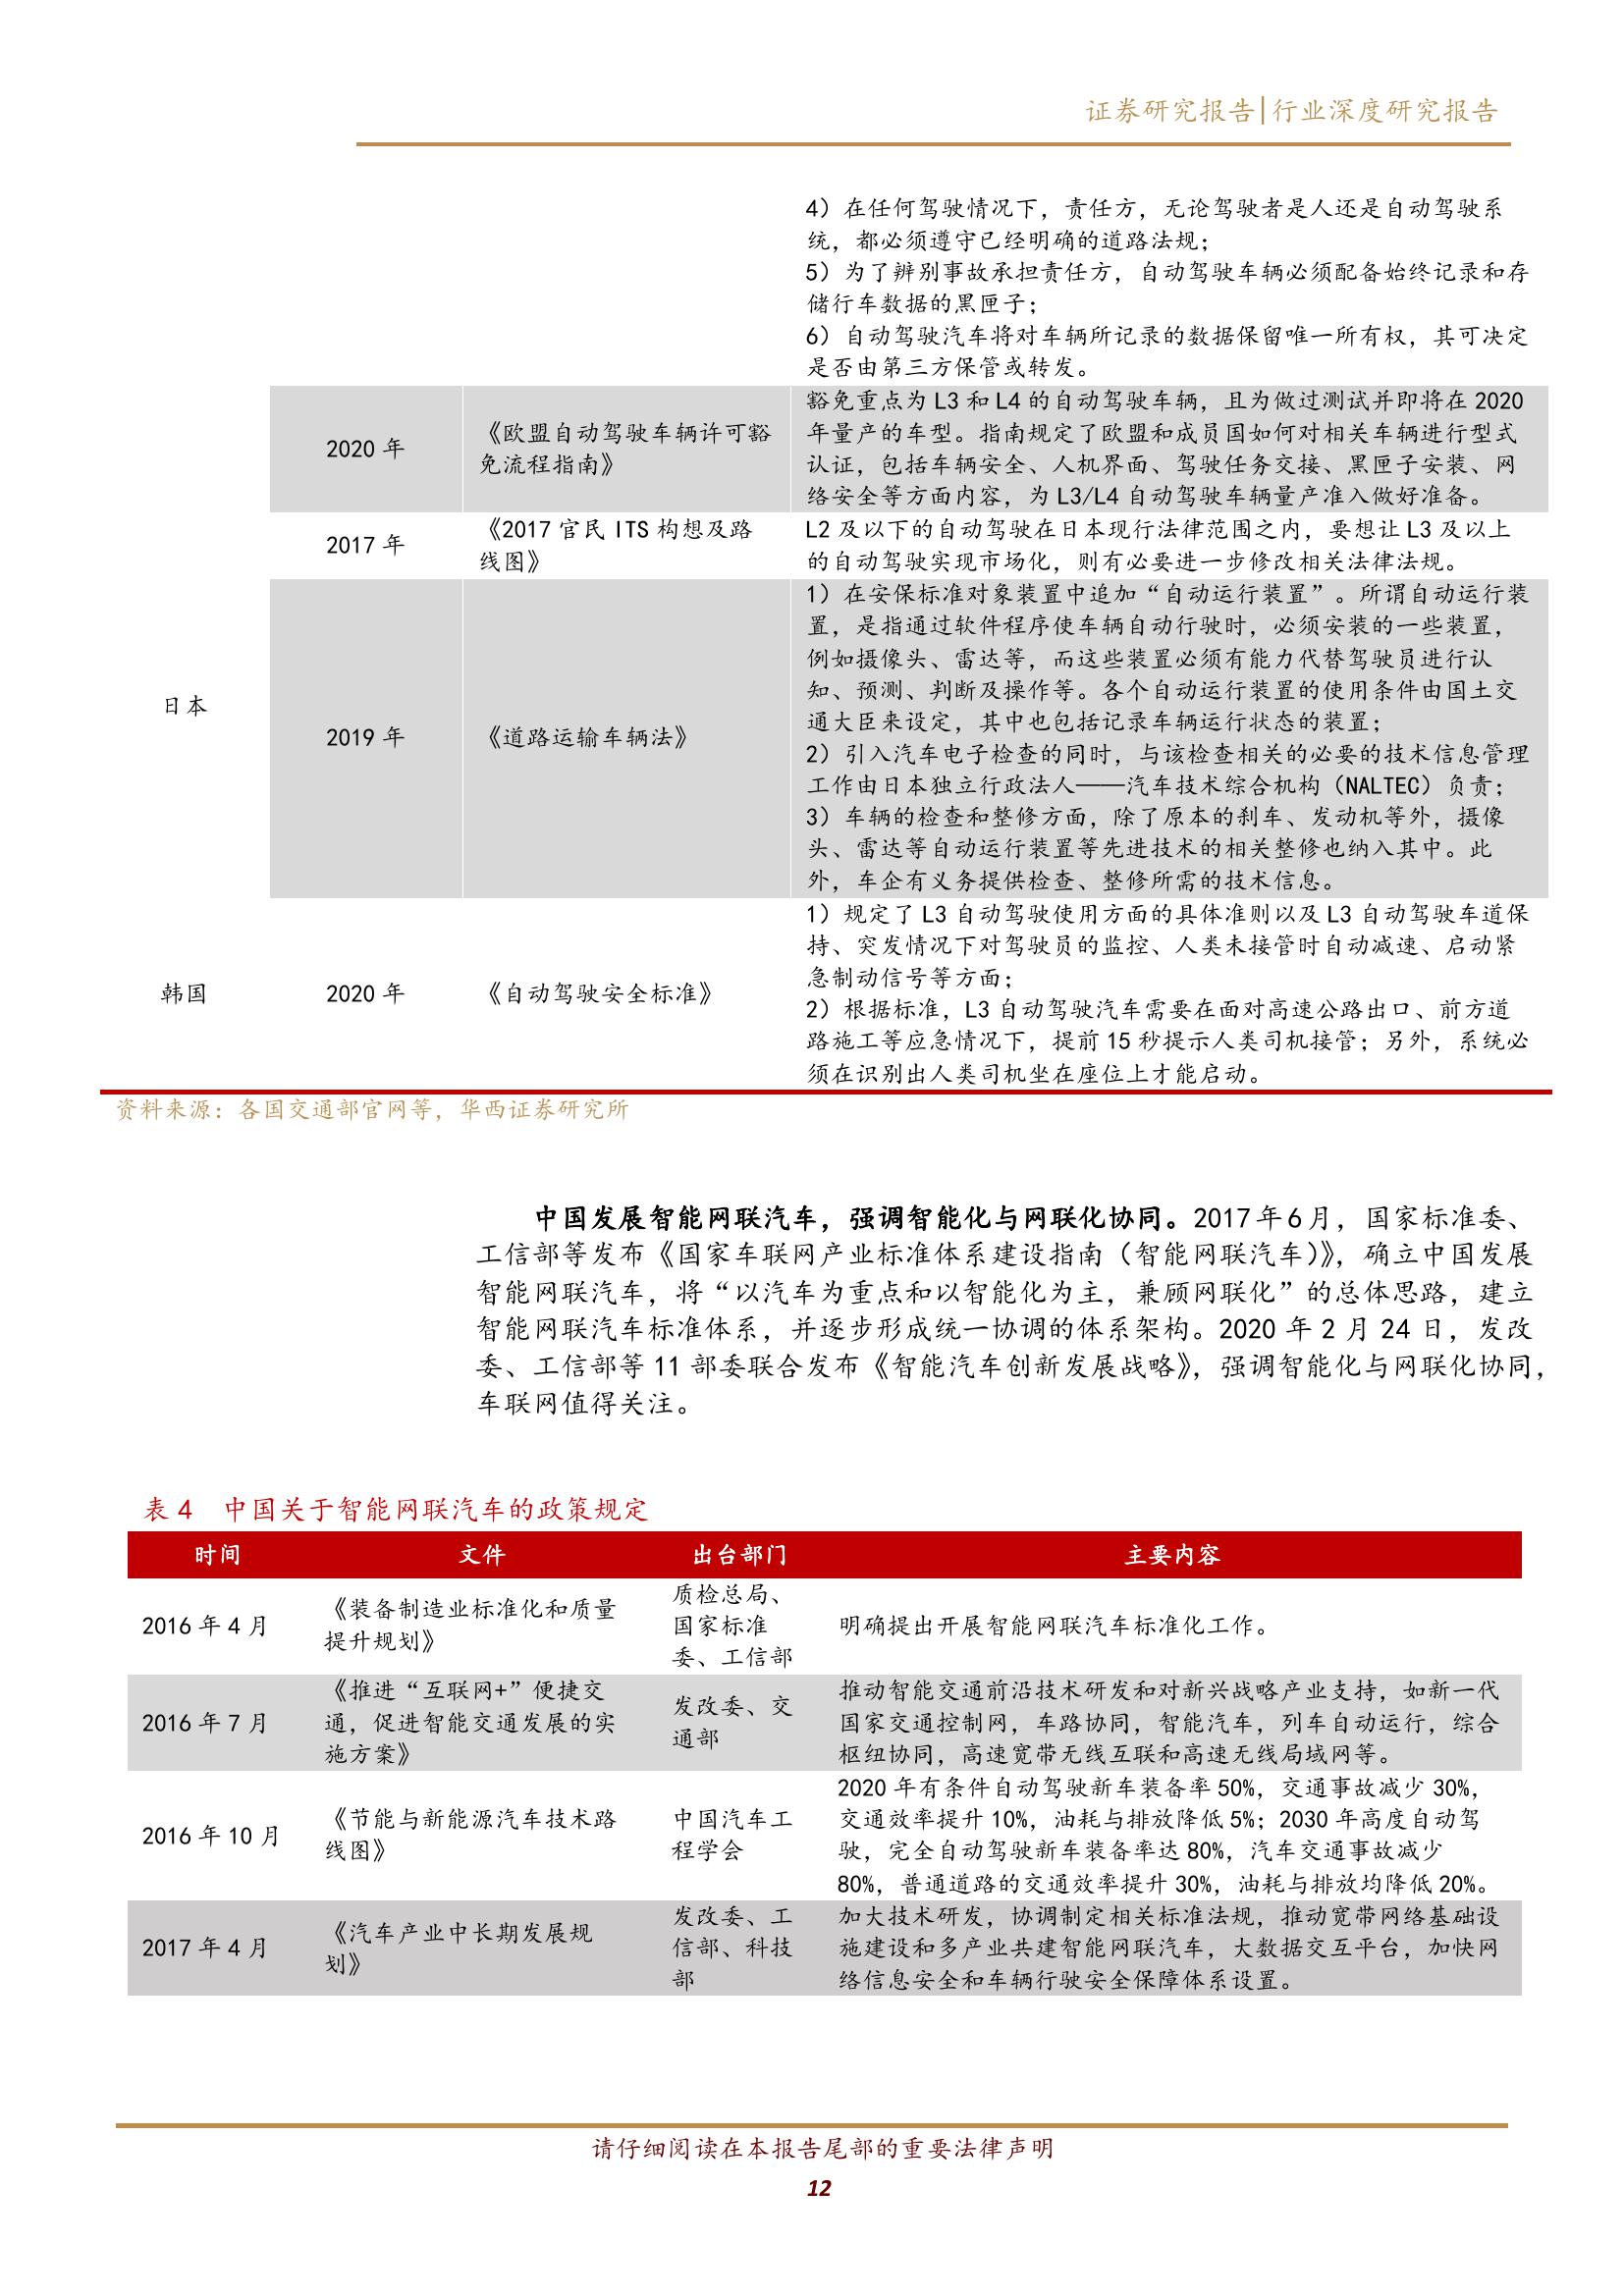 证券研究报告|行业深度研究报告
4）在任何驾驶情况下，责任方，无论驾驶者是人还是自动驾驶系
统，都必须遵守已经明确的道路法规；
5）为了辨别事故承担责任方，自动驾驶车辆必须配备始终记录和存
储行车数据的黑匣子；
6）自动驾驶汽车将对车辆所记录的数据保留唯一所有权，其可决定
是否由第三方保管或转发。
2020 年
《欧盟自动驾驶车辆许可豁
免流程指南》
豁免重点为 L3 和 L4 的自动驾驶车辆，且为做过测试并即将在 2020
年量产的车型。指南规定了欧盟和成员国如何对相关车辆进行型式
认证，包括车辆安全、人机界面、驾驶任务交接、黑匣子安装、网
络安全等方面内容，为 L3/L4 自动驾驶车辆量产准入做好准备。
日本
2017 年
《2017 官民 ITS 构想及路
线图》
L2 及以下的自动驾驶在日本现行法律范围之内，要想让 L3 及以上
的自动驾驶实现市场化，则有必要进一步修改相关法律法规。
2019 年
《道路运输车辆法》
1）在安保标准对象装置中追加“自动运行装置”。所谓自动运行装
置，是指通过软件程序使车辆自动行驶时，必须安装的一些装置，
例如摄像头、雷达等，而这些装置必须有能力代替驾驶员进行认
知、预测、判断及操作等。各个自动运行装置的使用条件由国土交
通大臣来设定，其中也包括记录车辆运行状态的装置；
2）引入汽车电子检查的同时，与该检查相关的必要的技术信息管理
工作由日本独立行政法人——汽车技术综合机构（NALTEC）负责；
3）车辆的检查和整修方面，除了原本的刹车、发动机等外，摄像
头、雷达等自动运行装置等先进技术的相关整修也纳入其中。此
外，车企有义务提供检查、整修所需的技术信息。
韩国
2020 年
《自动驾驶安全标准》
1）规定了 L3 自动驾驶使用方面的具体准则以及 L3 自动驾驶车道保
持、突发情况下对驾驶员的监控、人类未接管时自动减速、启动紧
急制动信号等方面；
2）根据标准，L3 自动驾驶汽车需要在面对高速公路出口、前方道
路施工等应急情况下，提前 15 秒提示人类司机接管；另外，系统必
须在识别出人类司机坐在座位上才能启动。
资料来源：各国交通部官网等，华西证券研究所
中国发展智能网联汽车，强调智能化与网联化协同。2017 年 6 月，国家标准委、
工信部等发布《国家车联网产业标准体系建设指南（智能网联汽车）》，确立中国发展
智能网联汽车，将“以汽车为重点和以智能化为主，兼顾网联化”的总体思路，建立
智能网联汽车标准体系，并逐步形成统一协调的体系架构。2020 年 2 月 24 日，发改
委、工信部等 11 部委联合发布《智能汽车创新发展战略》，强调智能化与网联化协同，
车联网值得关注。
表 4 中国关于智能网联汽车的政策规定
时间 文件 出台部门 主要内容
2016 年 4 月
《装备制造业标准化和质量
提升规划》
质检总局、
国家标准
委、工信部
明确提出开展智能网联汽车标准化工作。
2016 年 7 月
《推进“互联网+”便捷交
通，促进智能交通发展的实
施方案》
发改委、交
通部
推动智能交通前沿技术研发和对新兴战略产业支持，如新一代
国家交通控制网，车路协同，智能汽车，列车自动运行，综合
枢纽协同，高速宽带无线互联和高速无线局域网等。
2016 年 10 月
《节能与新能源汽车技术路
线图》
中国汽车工
程学会
2020 年有条件自动驾驶新车装备率 50%，交通事故减少 30%，
交通效率提升 10%，油耗与排放降低 5%；2030 年高度自动驾
驶，完全自动驾驶新车装备率达 80%，汽车交通事故减少
80%，普通道路的交通效率提升 30%，油耗与排放均降低 20%。
2017 年 4 月
《汽车产业中长期发展规
划》
发改委、工
信部、科技
部
加大技术研发，协调制定相关标准法规，推动宽带网络基础设
施建设和多产业共建智能网联汽车，大数据交互平台，加快网
络信息安全和车辆行驶安全保障体系设置。
请仔细阅读在本报告尾部的重要法律声明
12